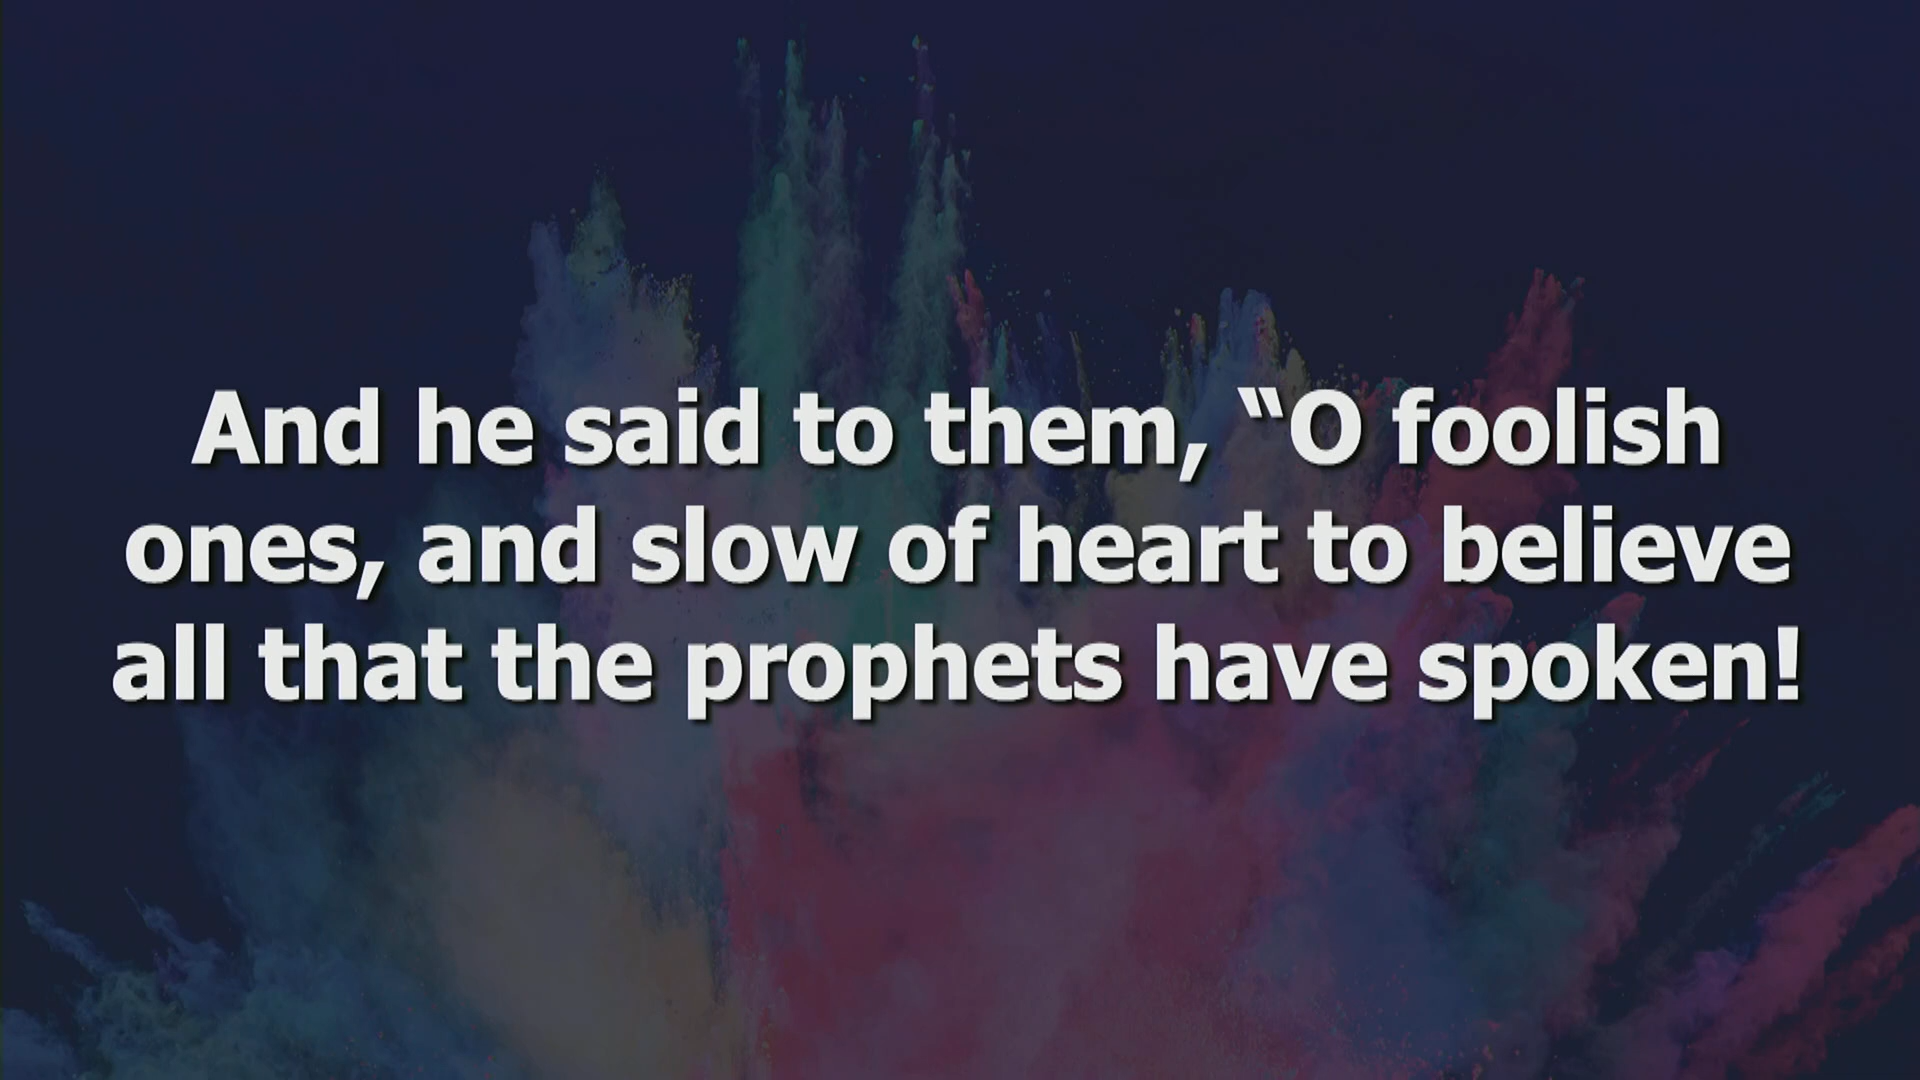 And he said to them, “O foolish
ones, and slow of heart to believe
all that the prophets have spoken!